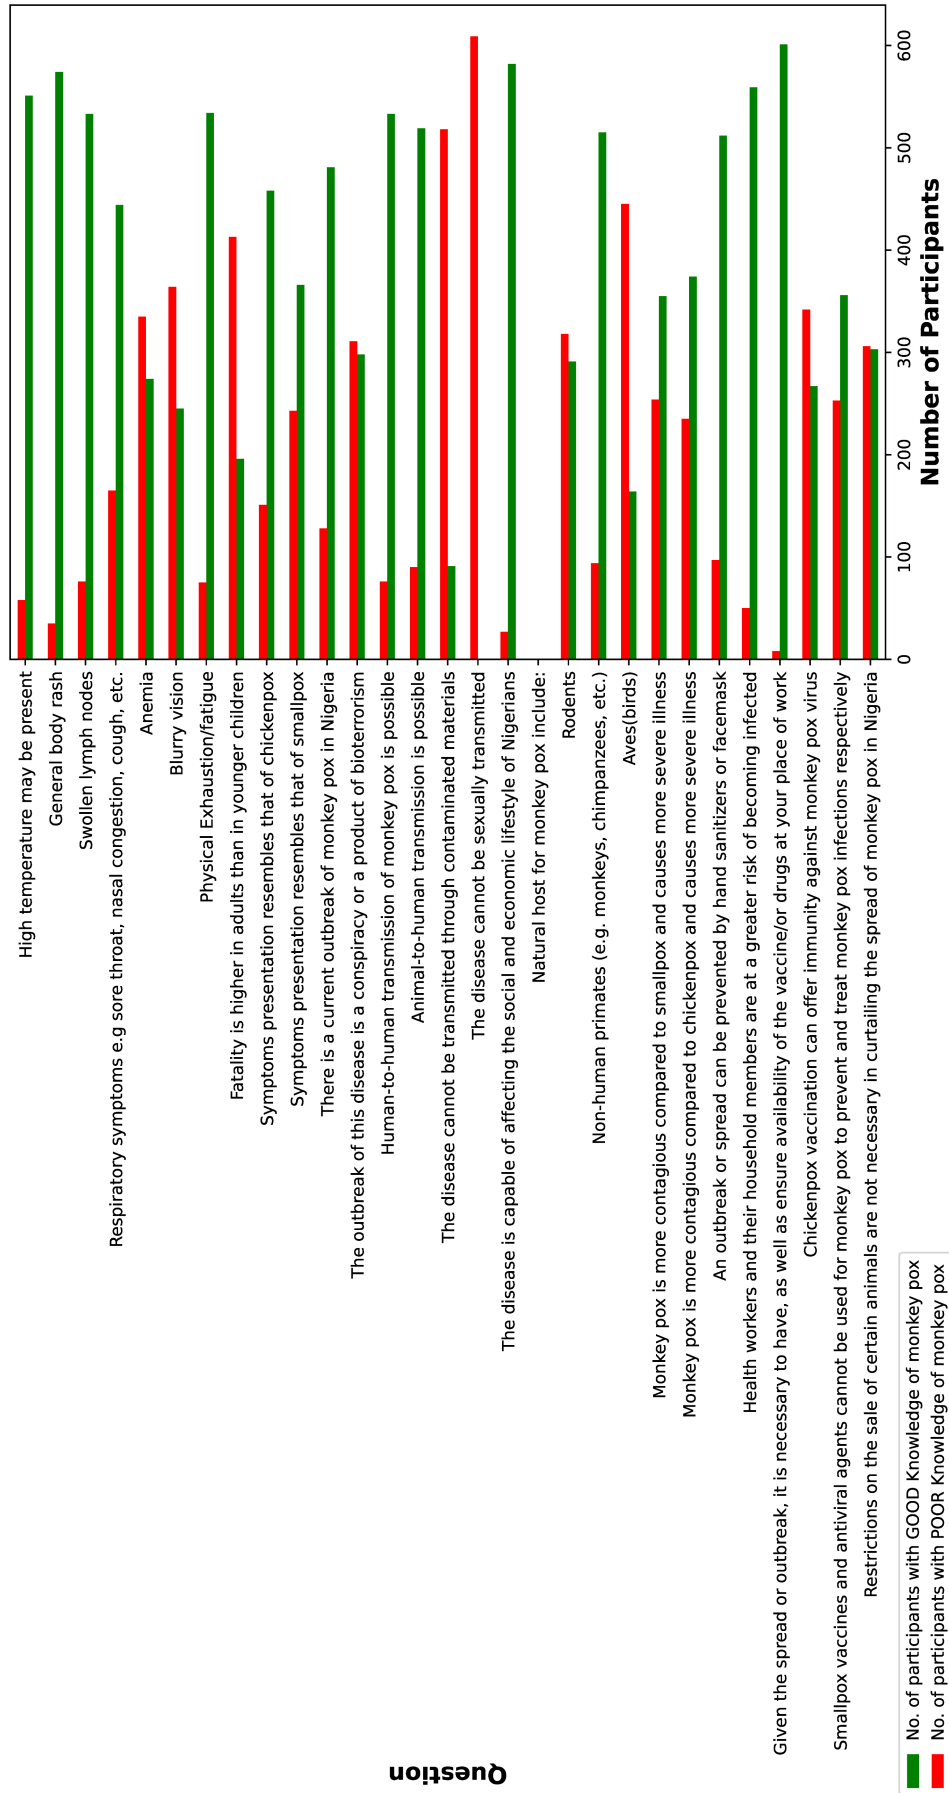 High temperature may be present
General body rash
Swollen lymph nodes
Respiratory symptoms e.g sore throat, nasal congestion, cough, etc.
Anemia
Blurry vision
Physical Exhaustion/fatigue
Fatality is higher in adults than in younger children
Symptoms presentation resembles that of chickenpox
Symptoms presentation resembles that of smallpox
There is a current outbreak of monkey pox in Nigeria
The outbreak of this disease is a conspiracy or a product of bioterrorism
Human-to-human transmission of monkey pox is possible
Animal-to-human transmission is possible
The disease cannot be transmitted through contaminated materials
The disease cannot be sexually transmitted
The disease is capable of affecting the social and economic lifestyle of Nigerians
Natural host for monkey pox include:
Rodents
Non-human primates (e.g. monkeys, chimpanzees, etc.)
Aves(birds)
Monkey pox is more contagious compared to smallpox and causes more severe illness
Monkey pox is more contagious compared to chickenpox and causes more severe illness
An outbreak or spread can be prevented by hand sanitizers or facemask
Health workers and their household members are at a greater risk of becoming infected
Given the spread or outbreak, it is necessary to have, as well as ensure availability of the vaccine/or drugs at your place of work
Chickenpox vaccination can offer immunity against monkey pox virus
Smallpox vaccines and antiviral agents cannot be used for monkey pox to prevent and treat monkey pox infections respectively
Restrictions on the sale of certain animals are not necessary in curtailing the spread of monkey pox in Nigeria
Question
0 100 200 300 400 500 600
Number of Participants
No. of participants with GOOD Knowledge of monkey pox
No. of participants with POOR Knowledge of monkey pox